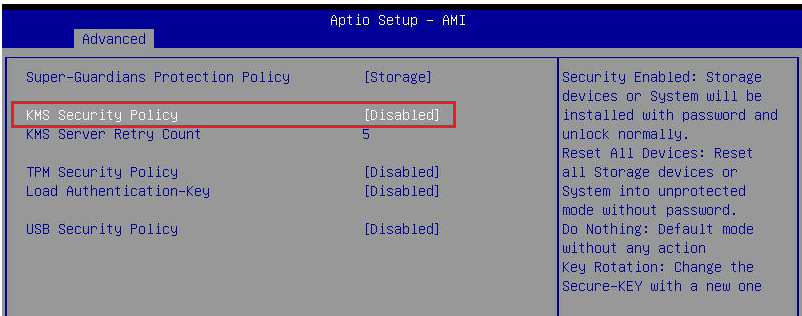 Aptio Setup - AMI
Advanced
Super-Guardians Protection Policy [Storage]
KMS Security Policy [Disabled]
KMS Server Retry Count 5
TPM Security Policy [Disabled]
Load Authentication-Key [Disabled]
USB Security Policy [Disabled]
Security Enabled: Storage
devices or System will be
installed with password and
unlock normally.
Reset All Devices: Reset
all Storage devices or
System into unprotected
mode without password.
Do Nothing: Default mode
without any action
Key Rotation: Change the
Secure-KEY with a new one